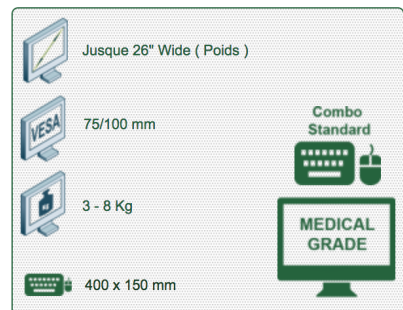 Jusque 26" Wide ( Poids )
VESA
75/100 mm
3 - 8 Kg
400 x 150 mm
Combo
Standard
MEDICAL
GRADE